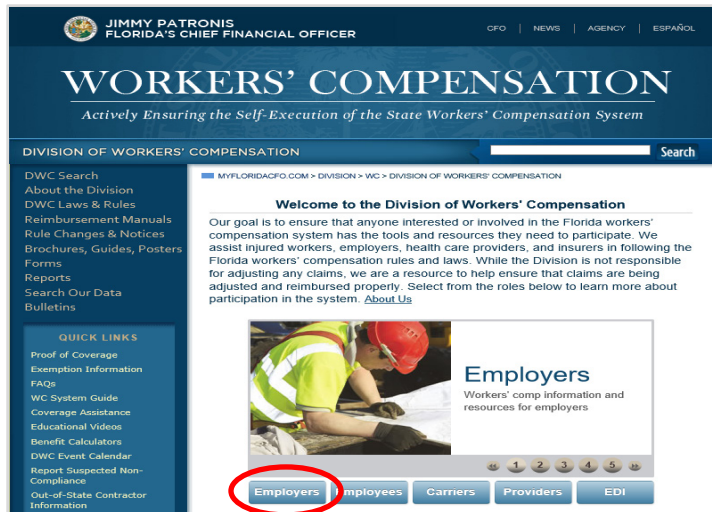 JIMMY PATRONIS
FLORIDA'S CHIEF FINANCIAL OFFICER
CFO | NEWS | AGENCY | ESPAÑOL
WORKERS' COMPENSATION
Actively Ensuring the Self-Execution of the State Workers' Compensation System
DIVISION OF WORKERS' COMPENSATION
Search
DWC Search
About the Division
DWC Laws & Rules
Reimbursement Manuals
Rule Changes & Notices
Brochures, Guides, Posters
Forms
Reports
Search Our Data
Bulletins
QUICK LINKS
Proof of Coverage
Exemption Information
FAQs
WC System Guide
Coverage Assistance
Educational Videos
Benefit Calculators
DWC Event Calendar
Report Suspected Non-
Compliance
Out-of-State Contractor
Information
MYFLORIDACFO.COM > DIVISION > WC > DIVISION OF WORKERS' COMPENSATION
Welcome to the Division of Workers' Compensation
Our goal is to ensure that anyone interested or involved in the Florida workers'
compensation system has the tools and resources they need to participate. We
assist injured workers, employers, health care providers, and insurers in following the
Florida workers' compensation rules and laws. While the Division is not responsible
for adjusting any claims, we are a resource to help ensure that claims are being
adjusted and reimbursed properly. Select from the roles below to learn more about
participation in the system. About Us
Employers
Workers' comp information and
resources for employers
« 1 2 3 4 5 »
Employers Employees Carriers Providers EDI